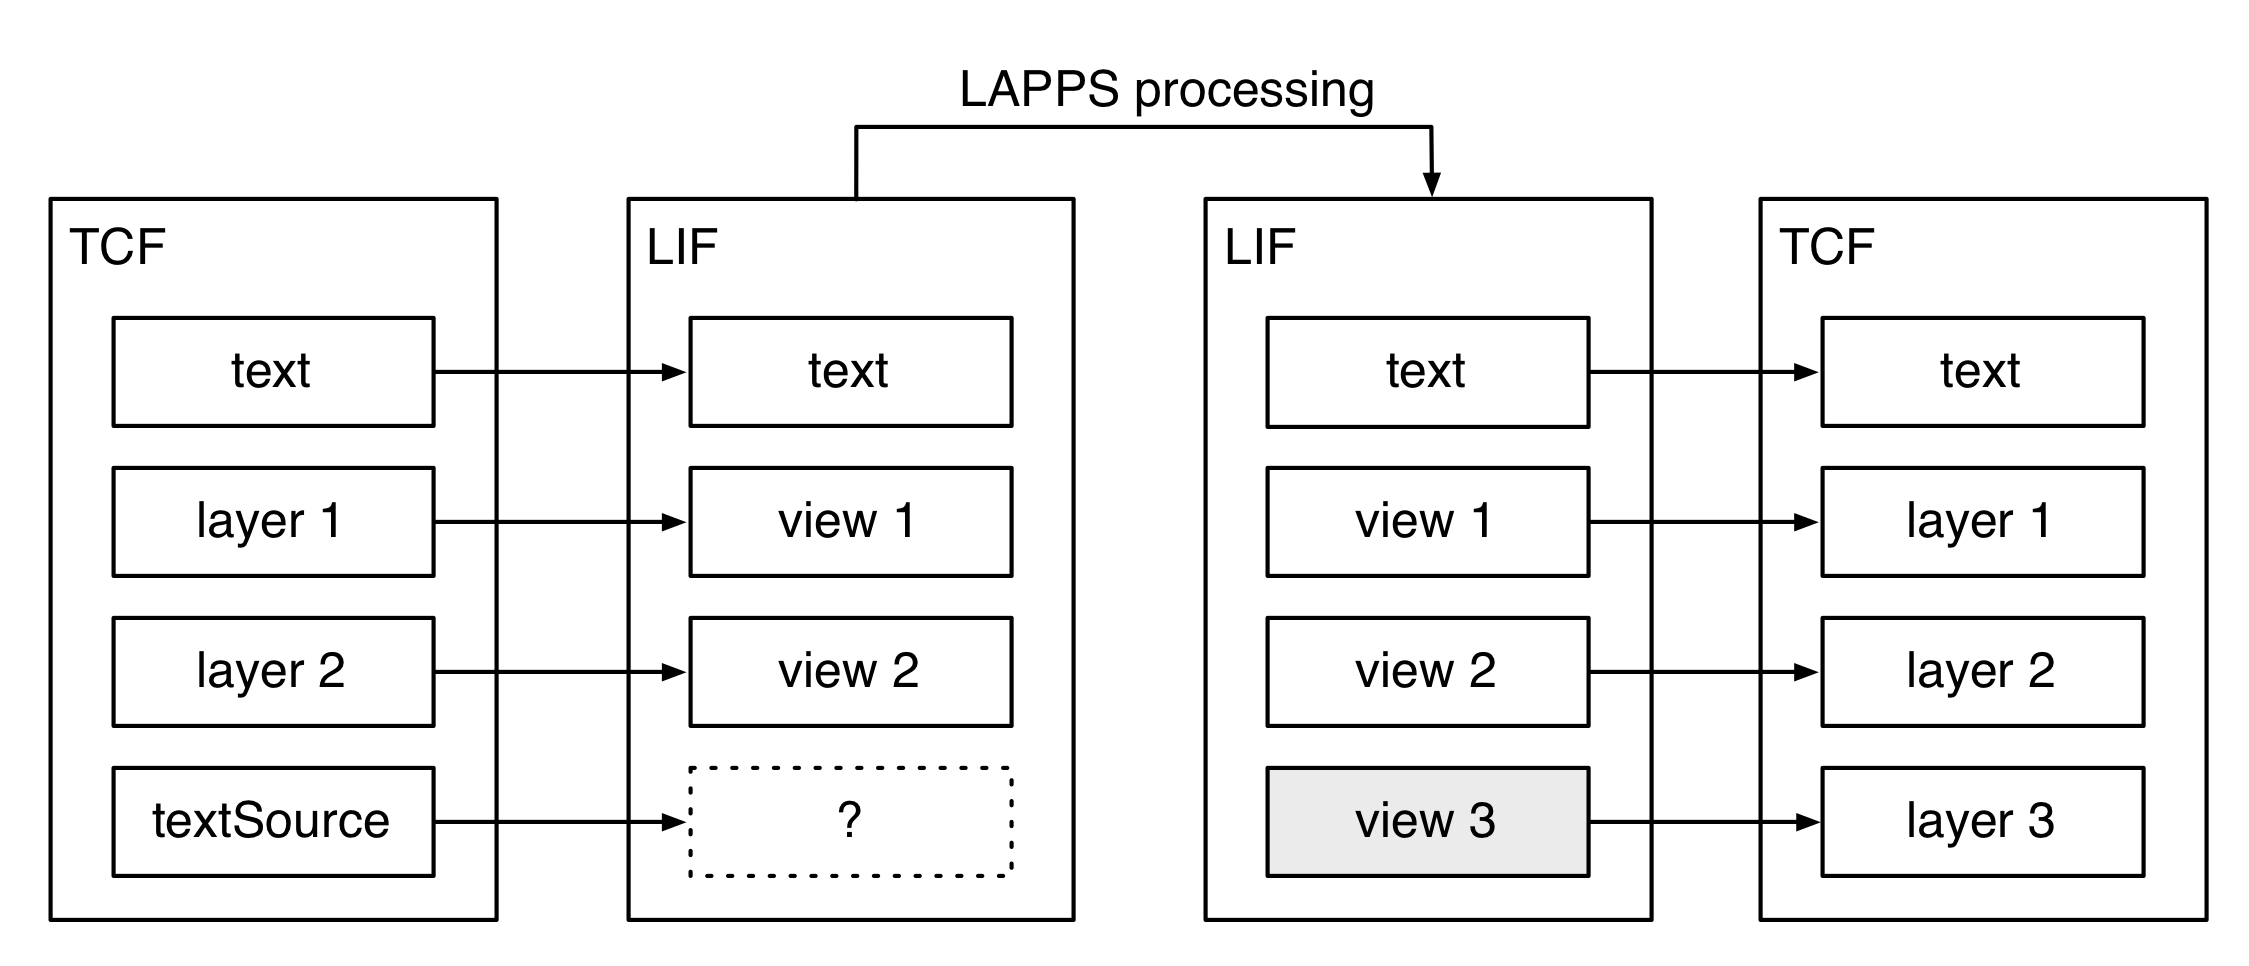 LAPPS processing
TCF
text
layer 1
layer 2
textSource
LIF
text
view 1
view 2
?
LIF
text
view 1
view 2
view 3
TCF
text
layer 1
layer 2
layer 3